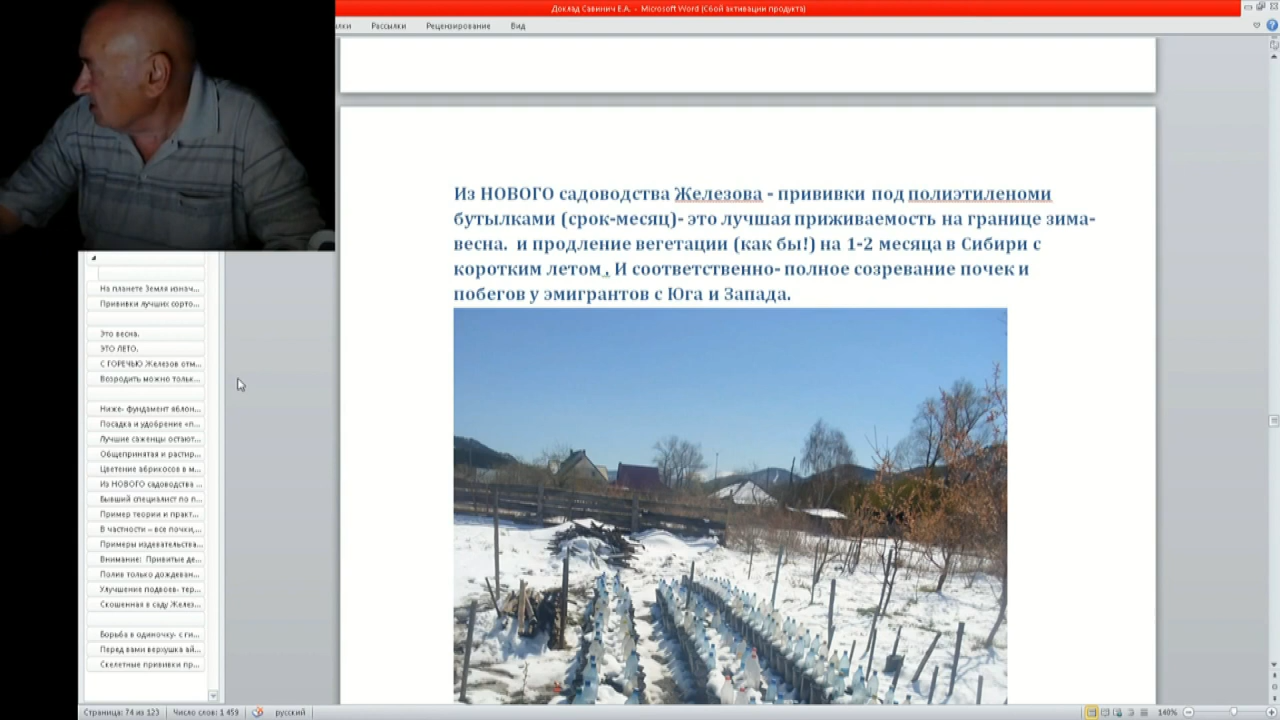 Доклад Савинич Е.А. - Microsoft Word (Сбой активации продукта)
Рассылки Рецензирование Вид
Из НОВОГО садоводства Железова - прививки под полиэтиленоми
бутылками (срок-месяц)- это лучшая приживаемость на границе зима-
весна. и продление вегетации (как бы!) на 1-2 месяца в Сибири с
коротким летом . И соответственно- полное созревание почек и
побегов у эмигрантов с Юга и Запада.
На планете Земля изнач...
Прививки лучших сорто...
Это весна.
ЭТО ЛЕТО.
С ГОРЕЧЬЮ Железов отм...
Возродить можно тольк...
Ниже- фундамент яблон...
Посадка и удобрение «п...
Лучшие саженцы остают...
Общепринятая и растир...
Цветение абрикосов в м...
Из НОВОГО садоводства ...
Бывший специалист по п...
Пример теории и практ...
В частности – все почки,...
Примеры издевательства...
Внимание: Привитые де...
Полив только дождеван...
Улучшение подвоев- тер...
Скошенная в саду Желез...
Борьба в одиночку- с ги...
Перед вами верхушка ай...
Скелетные прививки пр...
Страница: 74 из 123 Число слов: 1 459 русский 140%